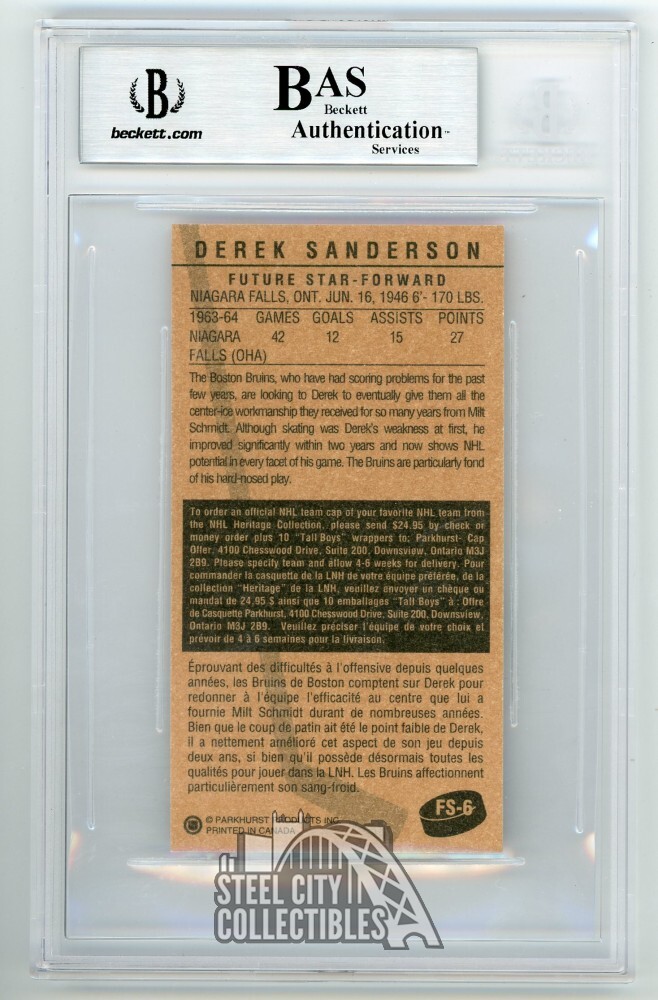 B
beckett.com
BAS
Beckett
Authentication™
Services
DEREK SANDERSON
FUTURE STAR-FORWARD
NIAGARA FALLS, ONT. JUN. 16, 1946 6'- 170 LBS.
1963-64 GAMES GOALS ASSISTS POINTS
NIAGARA 42 12 15 27
FALLS (OHA)
The Boston Bruins, who have had scoring problems for the past
few years, are looking to Derek to eventually give them all the
center-ice workmanship they received for so many years from Milt
Schmidt. Although skating was Derek's weakness at first, he
improved significantly within two years and now shows NHL
potential in every facet of his game. The Bruins are particularly fond
of his hard-nosed play.
To order an official NHL team cap of your favorite NHL team from
the NHL Heritage Collection, please send $24.95 by check or
money order plus 10 "Tall Boys" wrappers to: Parkhurst- Cap
Offer, 4100 Chesswood Drive, Suite 200, Downsview, Ontario M3J
2B9. Please specify team and allow 4-6 weeks for delivery. Pour
commander la casquette de la LNH de votre équipe préférée, de la
collection "Heritage" de la LNH, veuillez envoyer un chèque ou
mandat de 24,95 $ ainsi que 10 emballages "Tall Boys" à : Offre
de Casquette Parkhurst, 4100 Chesswood Drive, Suite 200, Downsview,
Ontario M3J 2B9. Veuillez préciser l'équipe de votre choix et
prévoir de 4 à 6 semaines pour la livraison.
Éprouvant des difficultés à l'offensive depuis quelques
années, les Bruins de Boston comptent sur Derek pour
redonner à l'équipe l'efficacité au centre que lui a
fournie Milt Schmidt durant de nombreuses années.
Bien que le coup de patin ait été le point faible de Derek,
il a nettement amélioré cet aspect de son jeu depuis
deux ans, si bien qu'il possède désormais toutes les
qualités pour jouer dans la LNH. Les Bruins affectionnent
particulièrement son sang-froid.
FS-6
© PARKHURST PRODUCTS INC.
PRINTED IN CANADA
the
STEEL CITY
COLLECTIBLES